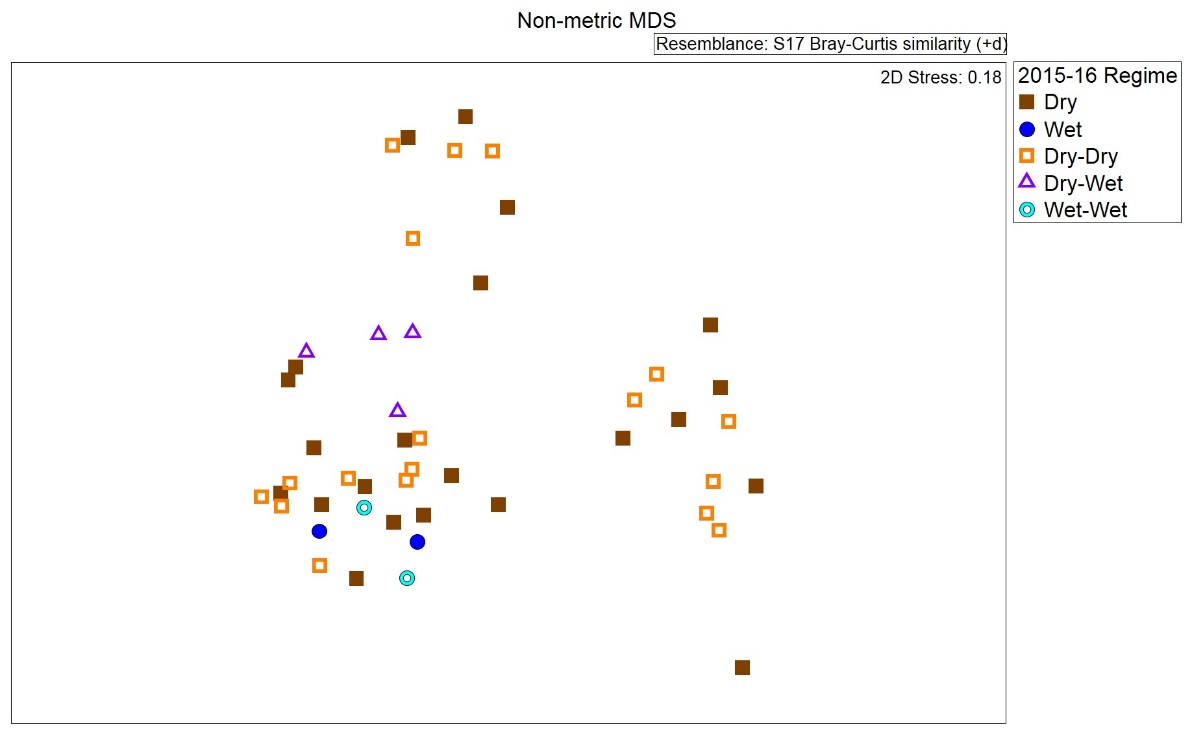 Non-metric MDS
Resemblance: S17 Bray-Curtis similarity (+d)
2D Stress: 0.18
2015-16 Regime
Dry
Wet
Dry-Dry
Dry-Wet
Wet-Wet